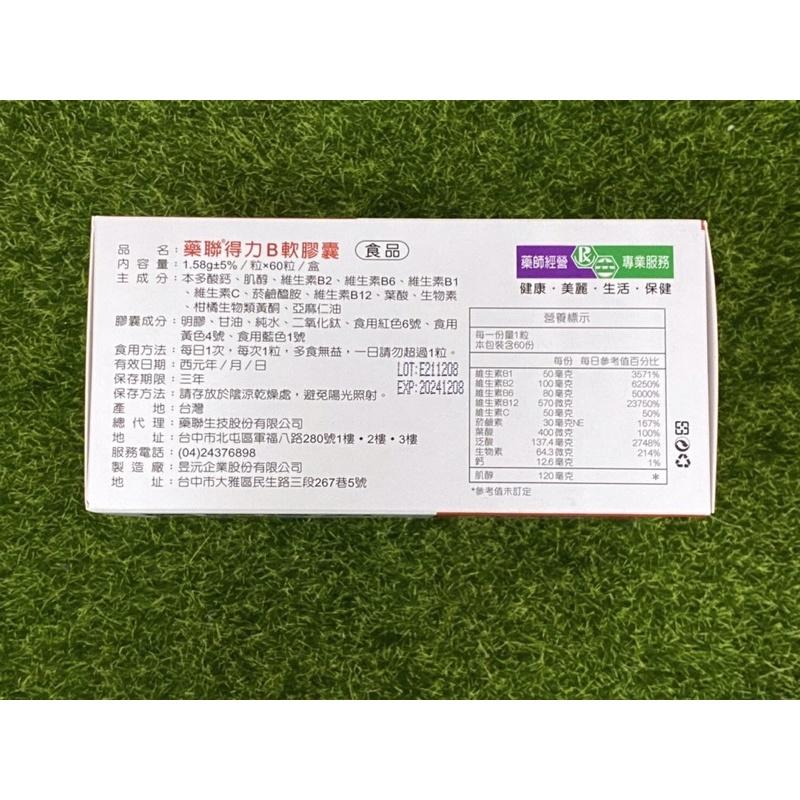 品名：藥聯®得力B軟膠囊 食品
內容量：1.58g±5%／粒×60粒／盒
主成分：本多酸鈣、肌醇、維生素B2、維生素B6、維生素B1
、維生素C、菸鹼醯胺、維生素B12、葉酸、生物素
柑橘生物類黃酮、亞麻仁油
膠囊成分：明膠、甘油、純水、二氧化鈦、食用紅色6號、食用
黃色4號、食用藍色1號
食用方法：每日1次，每次1粒，多食無益，一日請勿超過1粒。
有效日期：西元年／月／日
保存期限：三年
保存方法：請存放於陰涼乾燥處，避免陽光照射。
產地：台灣
總代理：藥聯生技股份有限公司
地址：台中市北屯區軍福八路280號1樓・2樓・3樓
服務電話：(04)24376898
製造廠：昱沅企業股份有限公司
地址：台中市大雅區民生路三段267巷5號
LOT:E211208
EXP:20241208
藥師經營 專業服務
健康・美麗・生活・保健
營養標示
每一份量1粒
本包裝含60份
每份 每日參考值百分比
維生素B1 50毫克 3571%
維生素B2 100毫克 6250%
維生素B6 80毫克 5000%
維生素B12 570微克 23750%
維生素C 50毫克 50%
菸鹼素 30毫克NE 167%
葉酸 400微克 100%
泛酸 137.4毫克 2748%
生物素 64.3微克 214%
鈣 12.6毫克 1%
肌醇 120毫克 *
*參考值未訂定